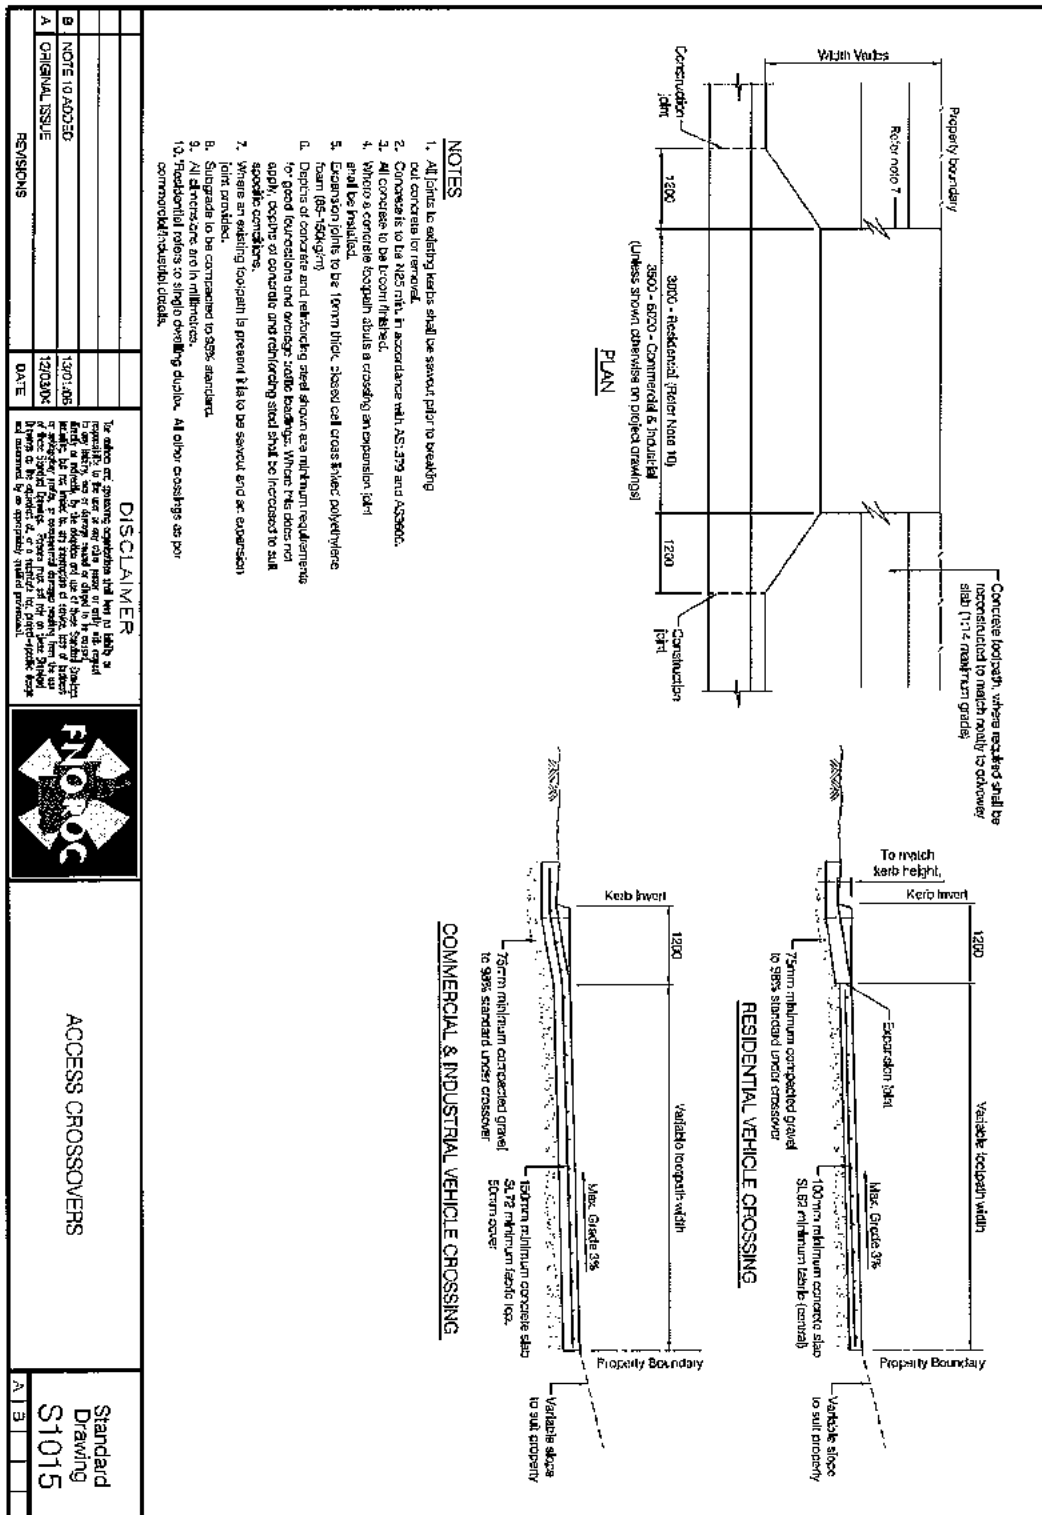 Concrete footpath, where required shall be
reconstructed to match neatly to driveway
slab (1:14 maximum grade)
Property boundary
Refer note 7
Width Varies
Construction
joint
1200
3000 - Residential (Refer Note 10)
3500 - 6000 - Commercial & Industrial
(Unless shown otherwise on project drawings)
1200
Construction
joint
PLAN
To match
kerb height.
Kerb Invert
1200
Variable footpath width
Expansion joint
Max. Grade 3%
Property Boundary
75mm minimum compacted gravel
to 98% standard under crossover
100mm minimum concrete slab
SL62 minimum fabric (central)
Variable slope
to suit property
RESIDENTIAL VEHICLE CROSSING
Kerb Invert
1200
Variable footpath width
Max. Grade 3%
Property Boundary
75mm minimum compacted gravel
to 98% standard under crossover
150mm minimum concrete slab
SL72 minimum fabric top.
50mm cover
Variable slope
to suit property
COMMERCIAL & INDUSTRIAL VEHICLE CROSSING
NOTES
1. All joints to existing kerbs shall be sawcut prior to breaking
out concrete for removal.
2. Concrete is to be N25 min. in accordance with AS1379 and AS3600.
3. All concrete to be broom finished.
4. Where a concrete footpath abuts a crossing an expansion joint
shall be installed.
5. Expansion joints to be 10mm thick, closed cell cross linked polyethylene
foam (85-150kg/m)
6. Depths of concrete and reinforcing steel shown are minimum requirements
for good foundations and average traffic loadings. Where this does not
apply, depths of concrete and reinforcing steel shall be increased to suit
specific conditions.
7. Where an existing footpath is present it is to be sawcut and an expansion
joint provided.
8. Subgrade to be compacted to 95% standard.
9. All dimensions are in millimetres.
10. "Residential refers to single dwelling duplex. All other crossings as per
commercial/industrial details.
B NOTE 10 ADDED 13/01/06
A ORIGINAL ISSUE 12/03/04
REVISIONS DATE
DISCLAIMER
FNQROC
ACCESS CROSSOVERS
Standard
Drawing
S1015
A B